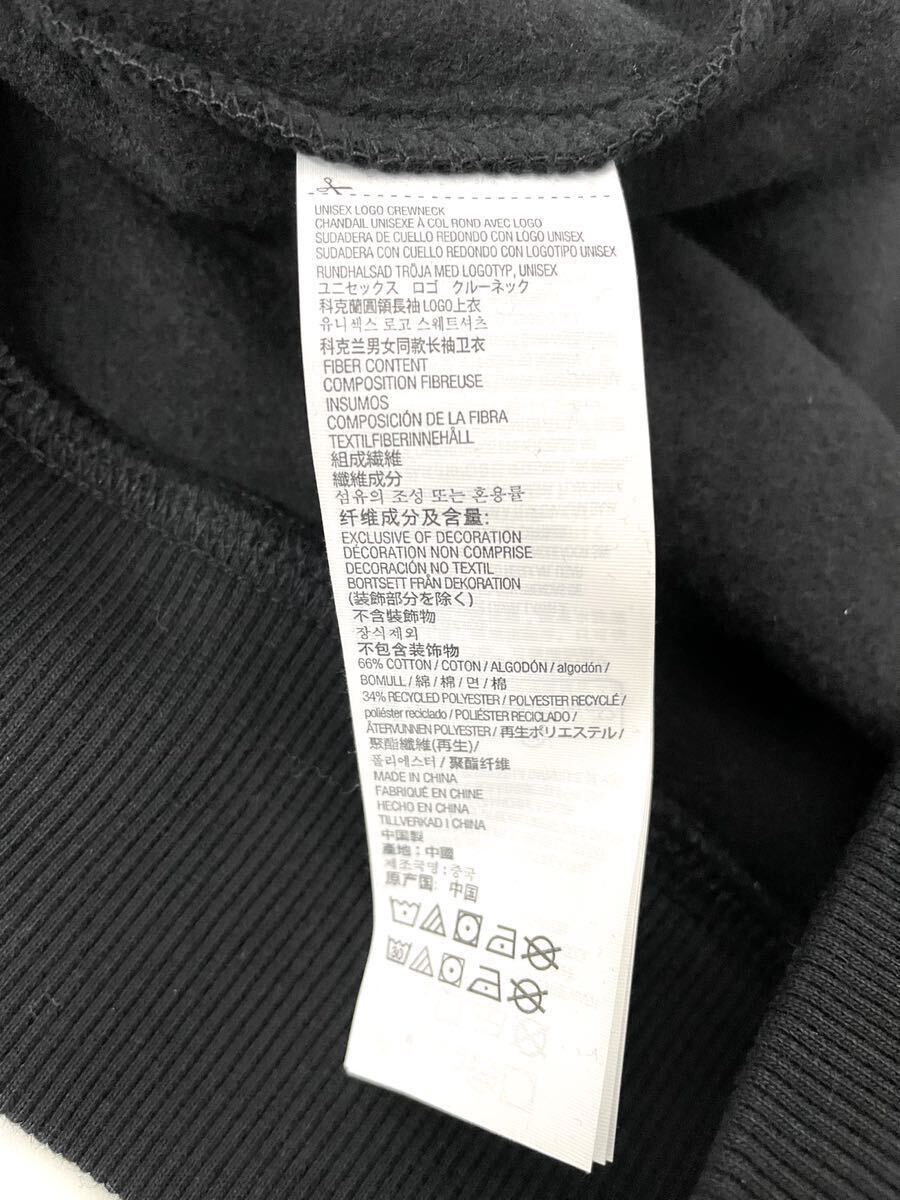 UNISEX LOGO CREWNECK
CHANDAIL UNISEXE À COL ROND AVEC LOGO
SUDADERA DE CUELLO REDONDO CON LOGO UNISEX
SUDADERA CON CUELLO REDONDO CON LOGOTIPO UNISEX
RUNDHALSAD TRÖJA MED LOGOTYP, UNISEX
ユニセックス ロゴ クルーネック
科克蘭圓領長袖LOGO上衣
유니섹스 로고 스웨트셔츠
科克兰男女同款长袖卫衣
FIBER CONTENT
COMPOSITION FIBREUSE
INSUMOS
COMPOSICIÓN DE LA FIBRA
TEXTILFIBERINNEHÅLL
組成繊維
纖維成分
섬유의 조성 또는 혼용률
纤维成分及含量:
EXCLUSIVE OF DECORATION
DÉCORATION NON COMPRISE
DECORACIÓN NO TEXTIL
BORTSETT FRÅN DEKORATION
(装飾部分を除く)
不含裝飾物
장식제외
不包含装饰物
66% COTTON / COTON / ALGODÓN / algodón /
BOMULL / 綿 / 棉 / 면 / 棉
34% RECYCLED POLYESTER / POLYESTER RECYCLÉ /
poliéster reciclado / POLIÉSTER RECICLADO /
ÅTERVUNNEN POLYESTER / 再生ポリエステル /
聚酯纖維(再生)/
폴리에스터 / 聚酯纤维
MADE IN CHINA
FABRIQUÉ EN CHINE
HECHO EN CHINA
TILLVERKAD I CHINA
中国製
產地：中國
제조국명：중국
原产国: 中国
30